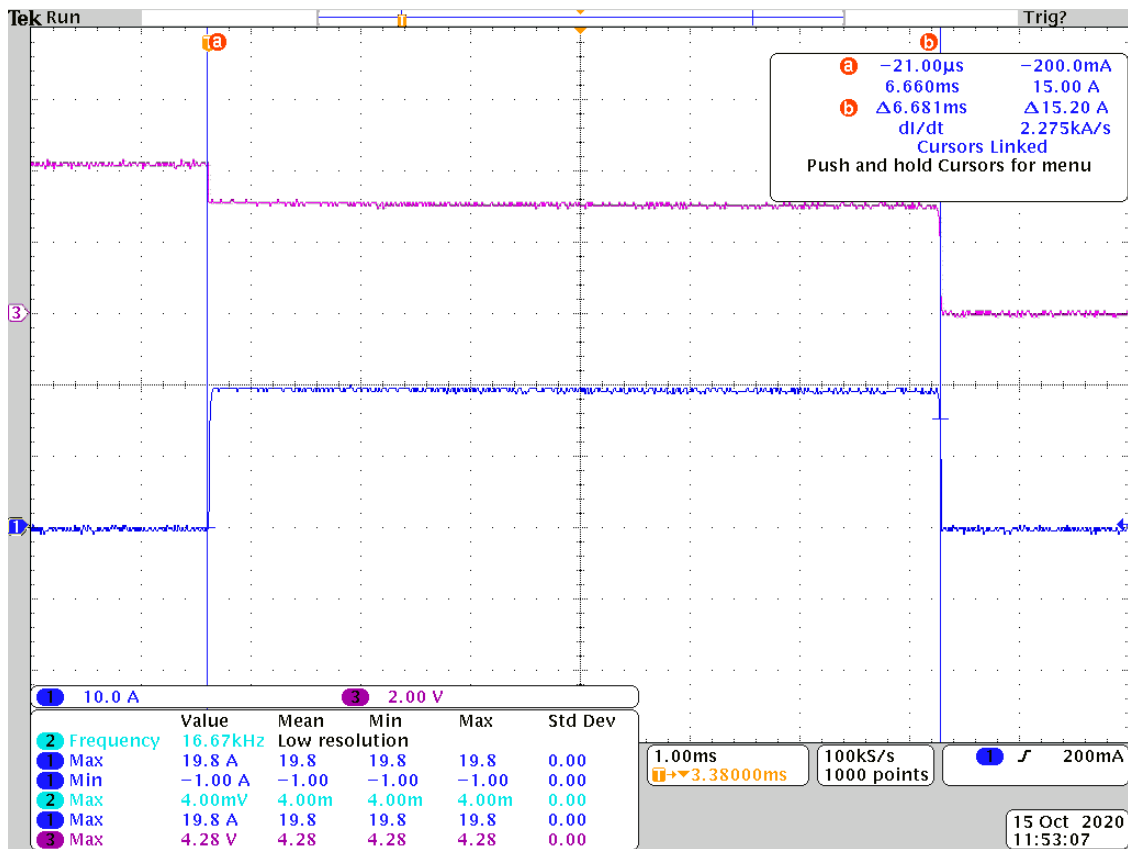 Tek Run Trig?
T a b
a −21.00µs −200.0mA
6.660ms 15.00 A
b Δ6.681ms Δ15.20 A
dI/dt 2.275kA/s
Cursors Linked
Push and hold Cursors for menu
3
1
1 10.0 A 3 2.00 V
Value Mean Min Max Std Dev
2 Frequency 16.67kHz Low resolution
1 Max 19.8 A 19.8 19.8 19.8 0.00
1 Min −1.00 A −1.00 −1.00 −1.00 0.00
2 Max 4.00mV 4.00m 4.00m 4.00m 0.00
1 Max 19.8 A 19.8 19.8 19.8 0.00
3 Max 4.28 V 4.28 4.28 4.28 0.00
1.00ms
T→▼3.38000ms
100kS/s
1000 points
1 ƒ 200mA
15 Oct 2020
11:53:07